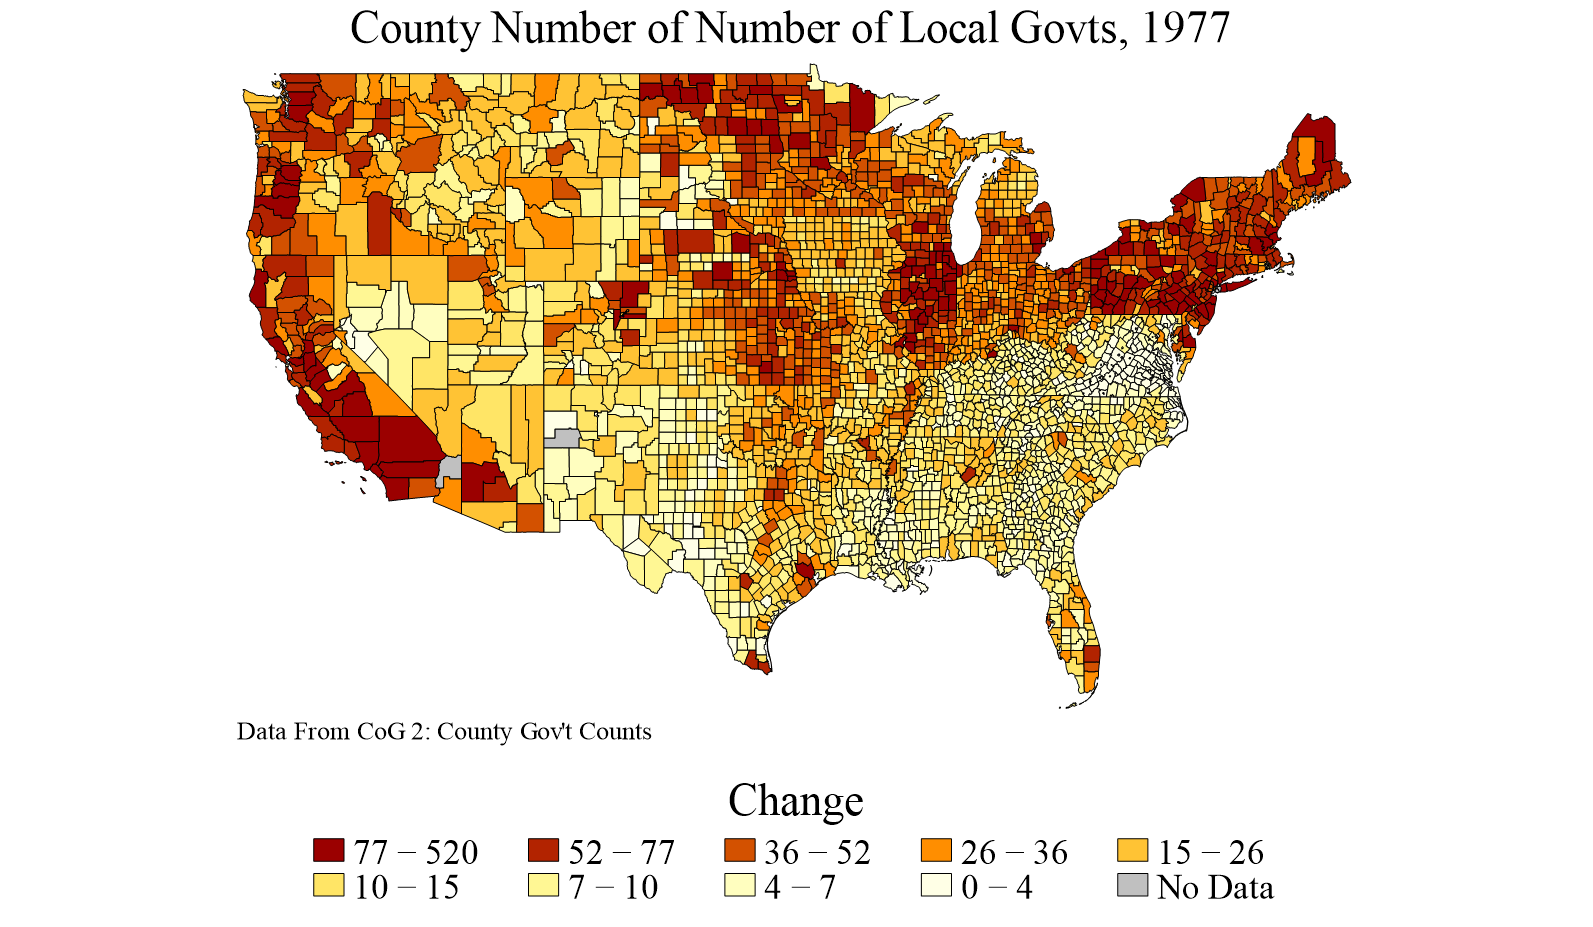 County Number of Number of Local Govts, 1977
Data From CoG 2: County Gov't Counts
Change
77 – 520
52 – 77
36 – 52
26 – 36
15 – 26
10 – 15
7 – 10
4 – 7
0 – 4
No Data